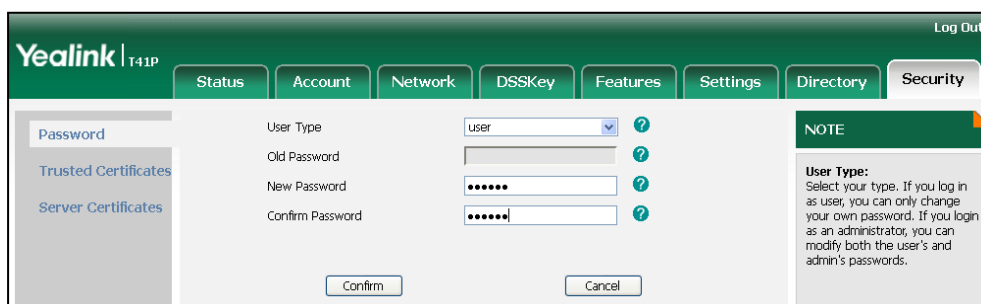 Log Out
Yealink | T41P
Status Account Network DSSKey Features Settings Directory Security
Password
Trusted Certificates
Server Certificates
User Type user ?
Old Password ?
New Password •••••• ?
Confirm Password •••••• ?
Confirm Cancel
NOTE
User Type:
Select your type. If you log in
as user, you can only change
your own password. If you login
as an administrator, you can
modify both the user's and
admin's passwords.